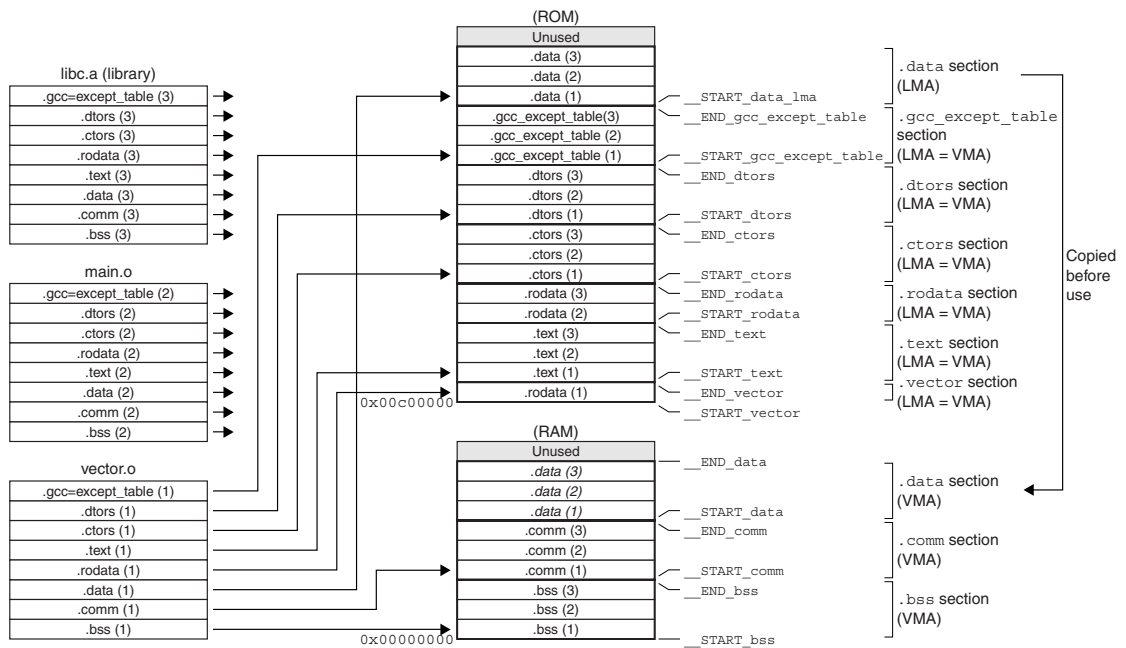 libc.a (library)
.gcc=except_table (3)
.dtors (3)
.ctors (3)
.rodata (3)
.text (3)
.data (3)
.comm (3)
.bss (3)
main.o
.gcc=except_table (2)
.dtors (2)
.ctors (2)
.rodata (2)
.text (2)
.data (2)
.comm (2)
.bss (2)
vector.o
.gcc=except_table (1)
.dtors (1)
.ctors (1)
.text (1)
.rodata (1)
.data (1)
.comm (1)
.bss (1)
(ROM)
Unused
.data (3)
.data (2)
.data (1)
.gcc_except_table(3)
.gcc_except_table (2)
.gcc_except_table (1)
.dtors (3)
.dtors (2)
.dtors (1)
.ctors (3)
.ctors (2)
.ctors (1)
.rodata (3)
.rodata (2)
.text (3)
.text (2)
.text (1)
.rodata (1)
0x00c00000
(RAM)
Unused
.data (3)
.data (2)
.data (1)
.comm (3)
.comm (2)
.comm (1)
.bss (3)
.bss (2)
.bss (1)
0x00000000
__START_data_lma
__END_gcc_except_table
__START_gcc_except_table
__END_dtors
__START_dtors
__END_ctors
__START_ctors
__END_rodata
__START_rodata
__END_text
__START_text
__END_vector
__START_vector
__END_data
__START_data
__END_comm
__START_comm
__END_bss
__START_bss
.data section
(LMA)
.gcc_except_table
section
(LMA = VMA)
.dtors section
(LMA = VMA)
.ctors section
(LMA = VMA)
.rodata section
(LMA = VMA)
.text section
(LMA = VMA)
.vector section
(LMA = VMA)
.data section
(VMA)
.comm section
(VMA)
.bss section
(VMA)
Copied
before
use